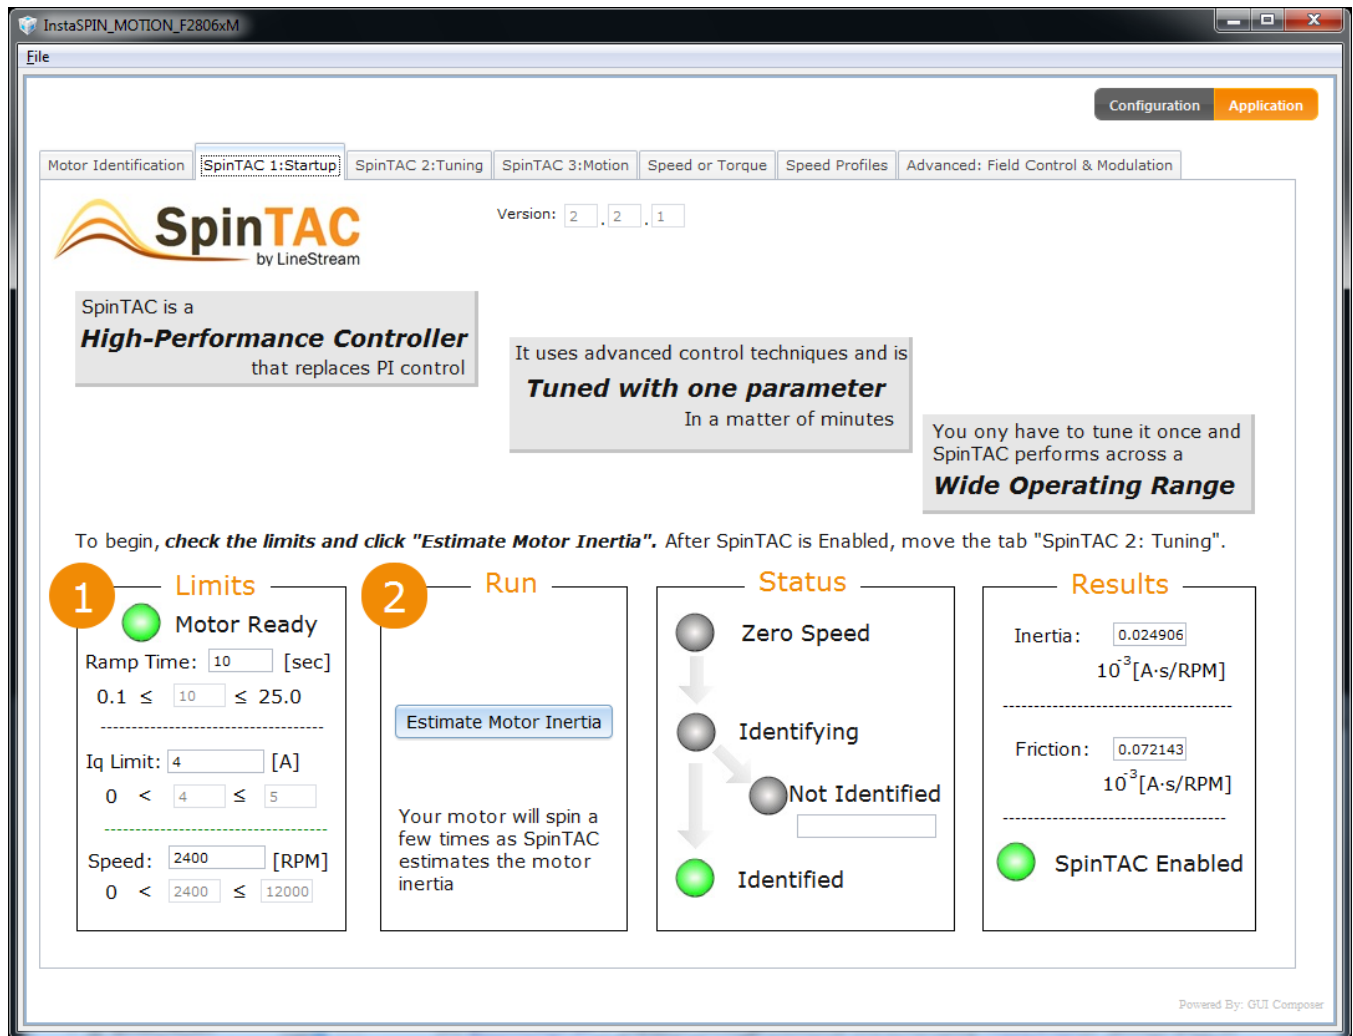 InstaSPIN_MOTION_F2806xM
File
Configuration Application
Motor Identification SpinTAC 1:Startup SpinTAC 2:Tuning SpinTAC 3:Motion Speed or Torque Speed Profiles Advanced: Field Control & Modulation
SpinTAC
by LineStream
Version: 2 . 2 . 1
SpinTAC is a
High-Performance Controller
that replaces PI control
It uses advanced control techniques and is
Tuned with one parameter
In a matter of minutes
You ony have to tune it once and
SpinTAC performs across a
Wide Operating Range
To begin, check the limits and click "Estimate Motor Inertia". After SpinTAC is Enabled, move the tab "SpinTAC 2: Tuning".
1 Limits
Motor Ready
Ramp Time: 10 [sec]
0.1 ≤ 10 ≤ 25.0
Iq Limit: 4 [A]
0 < 4 ≤ 5
Speed: 2400 [RPM]
0 < 2400 ≤ 12000
2 Run
Estimate Motor Inertia
Your motor will spin a
few times as SpinTAC
estimates the motor
inertia
Status
Zero Speed
Identifying
Not Identified
Identified
Results
Inertia: 0.024906
10⁻³[A·s/RPM]
Friction: 0.072143
10⁻³[A·s/RPM]
SpinTAC Enabled
Powered By: GUI Composer